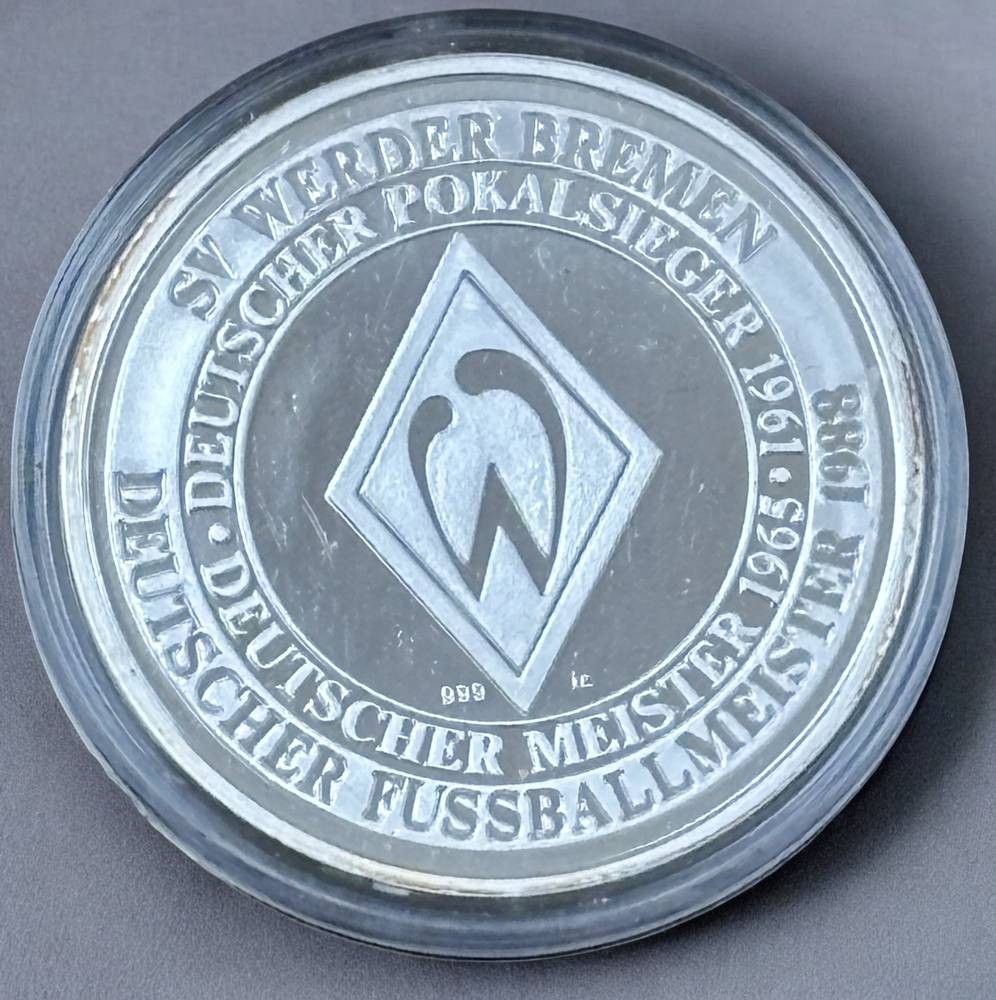 SV WERDER BREMEN
DEUTSCHER FUSSBALLMEISTER 1988
DEUTSCHER POKALSIEGER 1961 •
DEUTSCHER MEISTER 1965 •
W
999